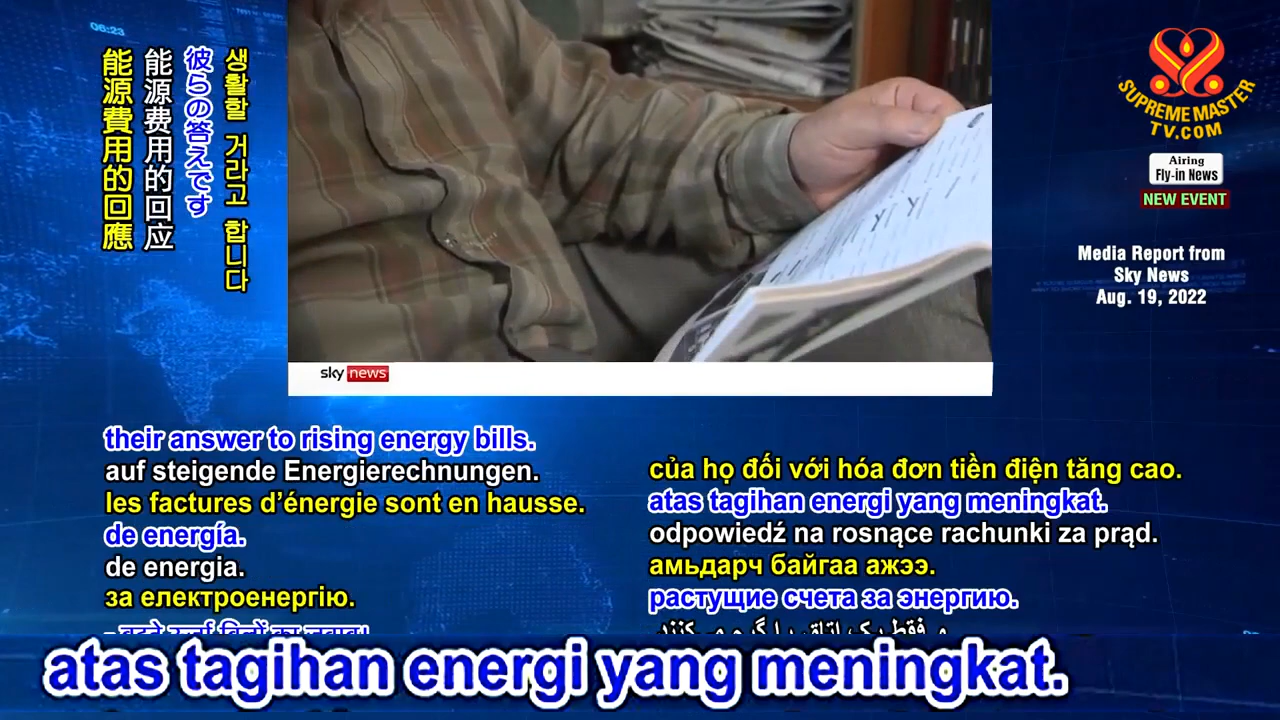 06:23
能源費用的回應
能源费用的回应
彼らの答えです
생활할 거라고 합니다
SUPREME MASTER
TV.COM
Airing
Fly-in News
NEW EVENT
Media Report from
Sky News
Aug. 19, 2022
sky news
their answer to rising energy bills.
auf steigende Energierechnungen.
les factures d’énergie sont en hausse.
de energía.
de energia.
за електроенергію.
của họ đối với hóa đơn tiền điện tăng cao.
atas tagihan energi yang meningkat.
odpowiedź na rosnące rachunki za prąd.
амьдарч байгаа ажээ.
растущие счета за энергию.
atas tagihan energi yang meningkat.